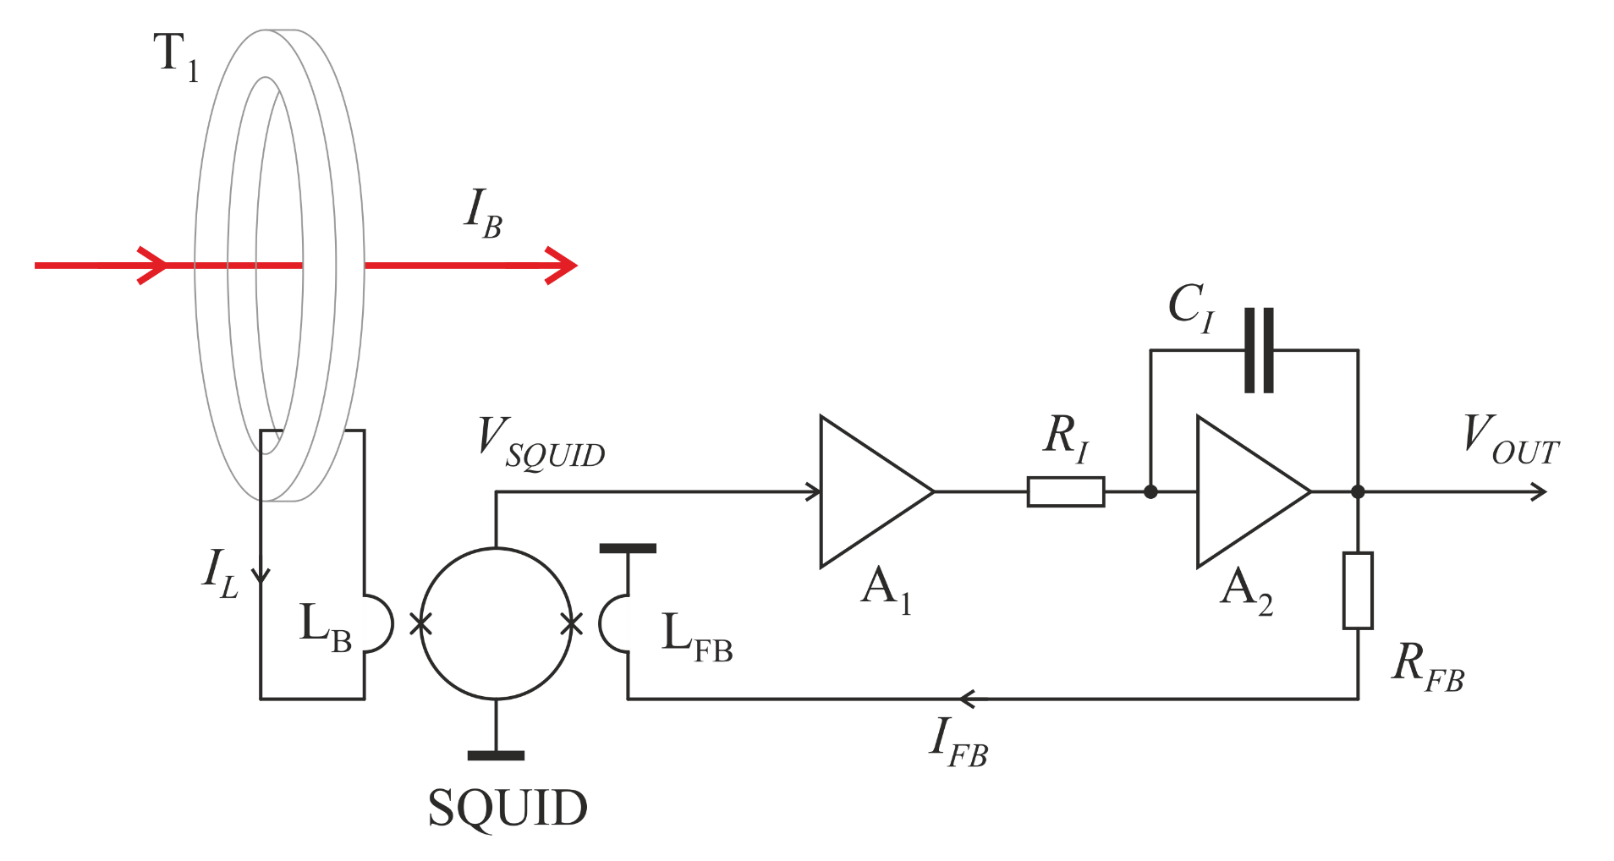 T1
IB
CI
VSQUID
RI
VOUT
IL
A1
A2
LB
LFB
RFB
IFB
SQUID